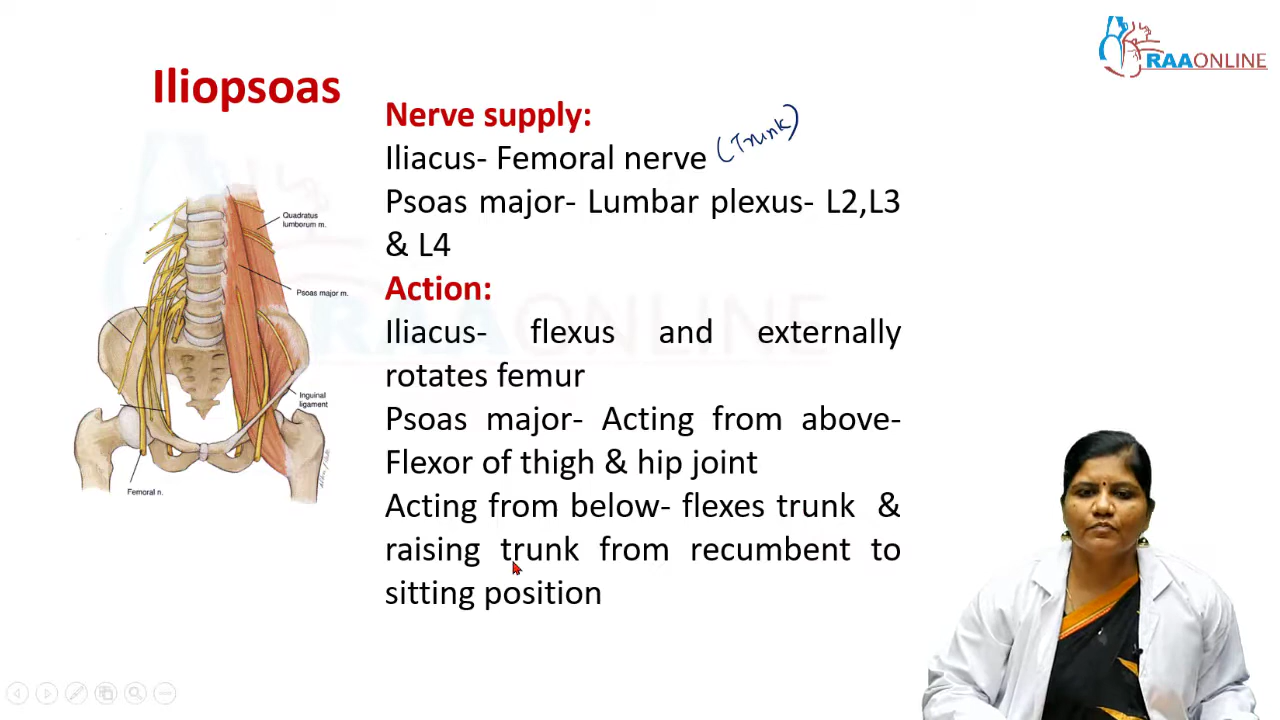 RAAONLINE
Iliopsoas
Nerve supply:
Iliacus- Femoral nerve (Trunk)
Psoas major- Lumbar plexus- L2,L3
& L4
Action:
Iliacus- flexus and externally
rotates femur
Psoas major- Acting from above-
Flexor of thigh & hip joint
Acting from below- flexes trunk &
raising trunk from recumbent to
sitting position
Quadratus
lumborum m.
Psoas major m.
Inguinal
ligament
Femoral n.